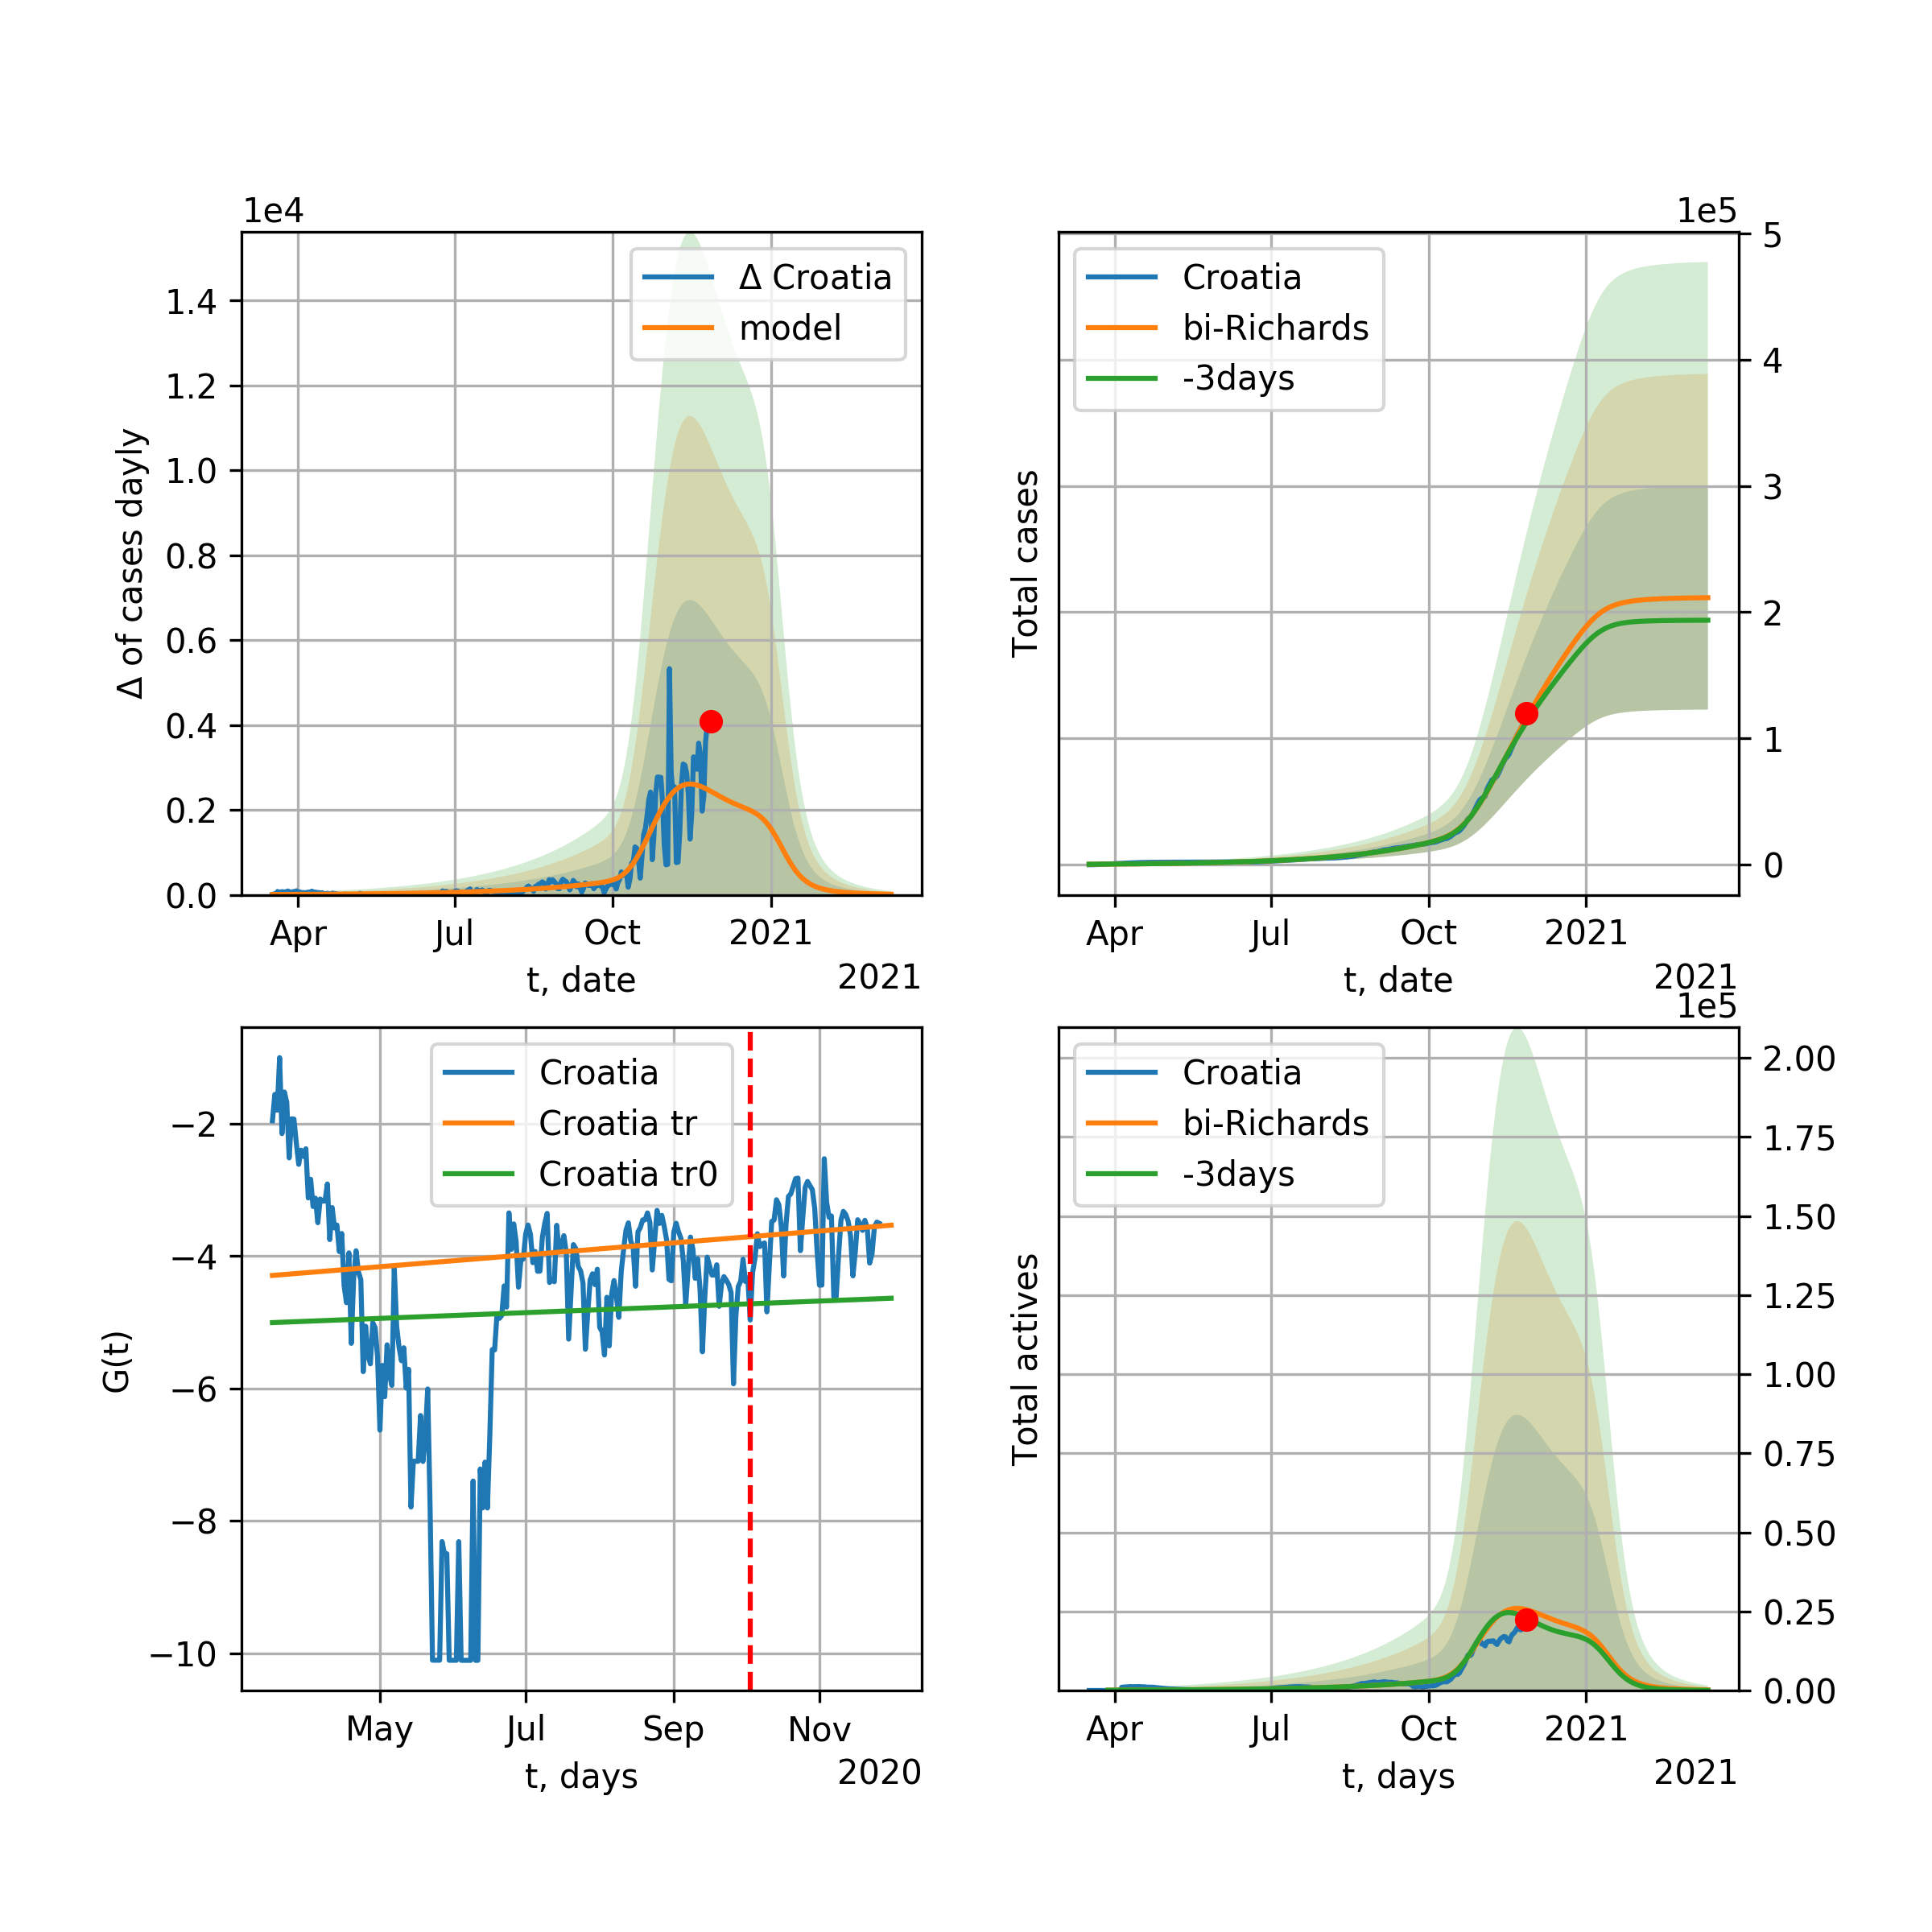 1e4
Δ of cases dayly
1.4
1.2
1.0
0.8
0.6
0.4
0.2
0.0
Δ Croatia
model
Apr Jul Oct 2021
t, date
2021
1e5
Total cases
5
4
3
2
1
0
Croatia
bi-Richards
-3days
Apr Jul Oct 2021
t, date
2021
G(t)
−2
−4
−6
−8
−10
Croatia
Croatia tr
Croatia tr0
May Jul Sep Nov
t, days
2020
1e5
Total actives
2.00
1.75
1.50
1.25
1.00
0.75
0.50
0.25
0.00
Croatia
bi-Richards
-3days
Apr Jul Oct 2021
t, days
2021